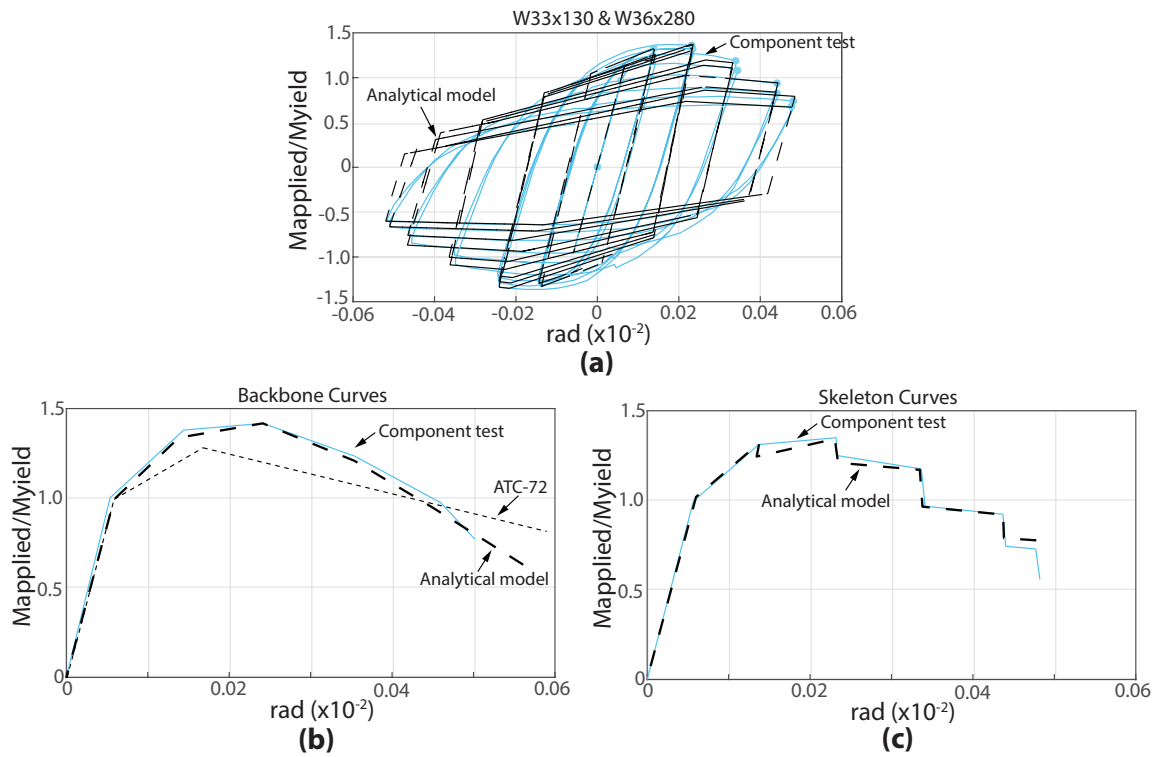 W33x130 & W36x280
1.5
1.0
0.5
0
-0.5
-1.0
-1.5
Mapplied/Myield
Component test
Analytical model
-0.06
-0.04
-0.02
0
0.02
0.04
0.06
rad (x10-2)
(a)
Backbone Curves
1.5
1.0
0.5
0
Mapplied/Myield
Component test
ATC-72
Analytical model
0
0.02
0.04
0.06
rad (x10-2)
(b)
Skeleton Curves
1.5
1.0
0.5
0
Mapplied/Myield
Component test
Analytical model
0
0.02
0.04
0.06
rad (x10-2)
(c)